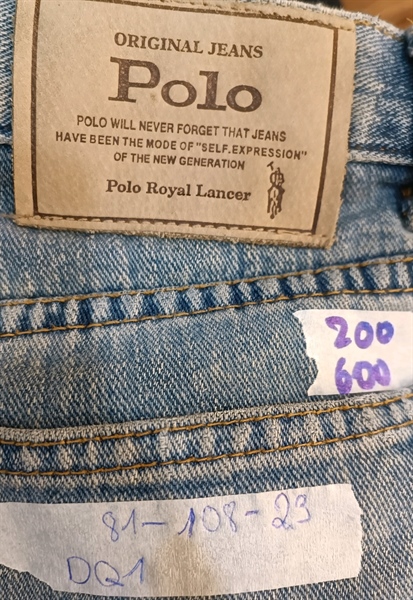 ORIGINAL JEANS
Polo
POLO WILL NEVER FORGET THAT JEANS
HAVE BEEN THE MODE OF "SELF.EXPRESSION"
OF THE NEW GENERATION
Polo Royal Lancer
200
600
81-108-23
DQ1